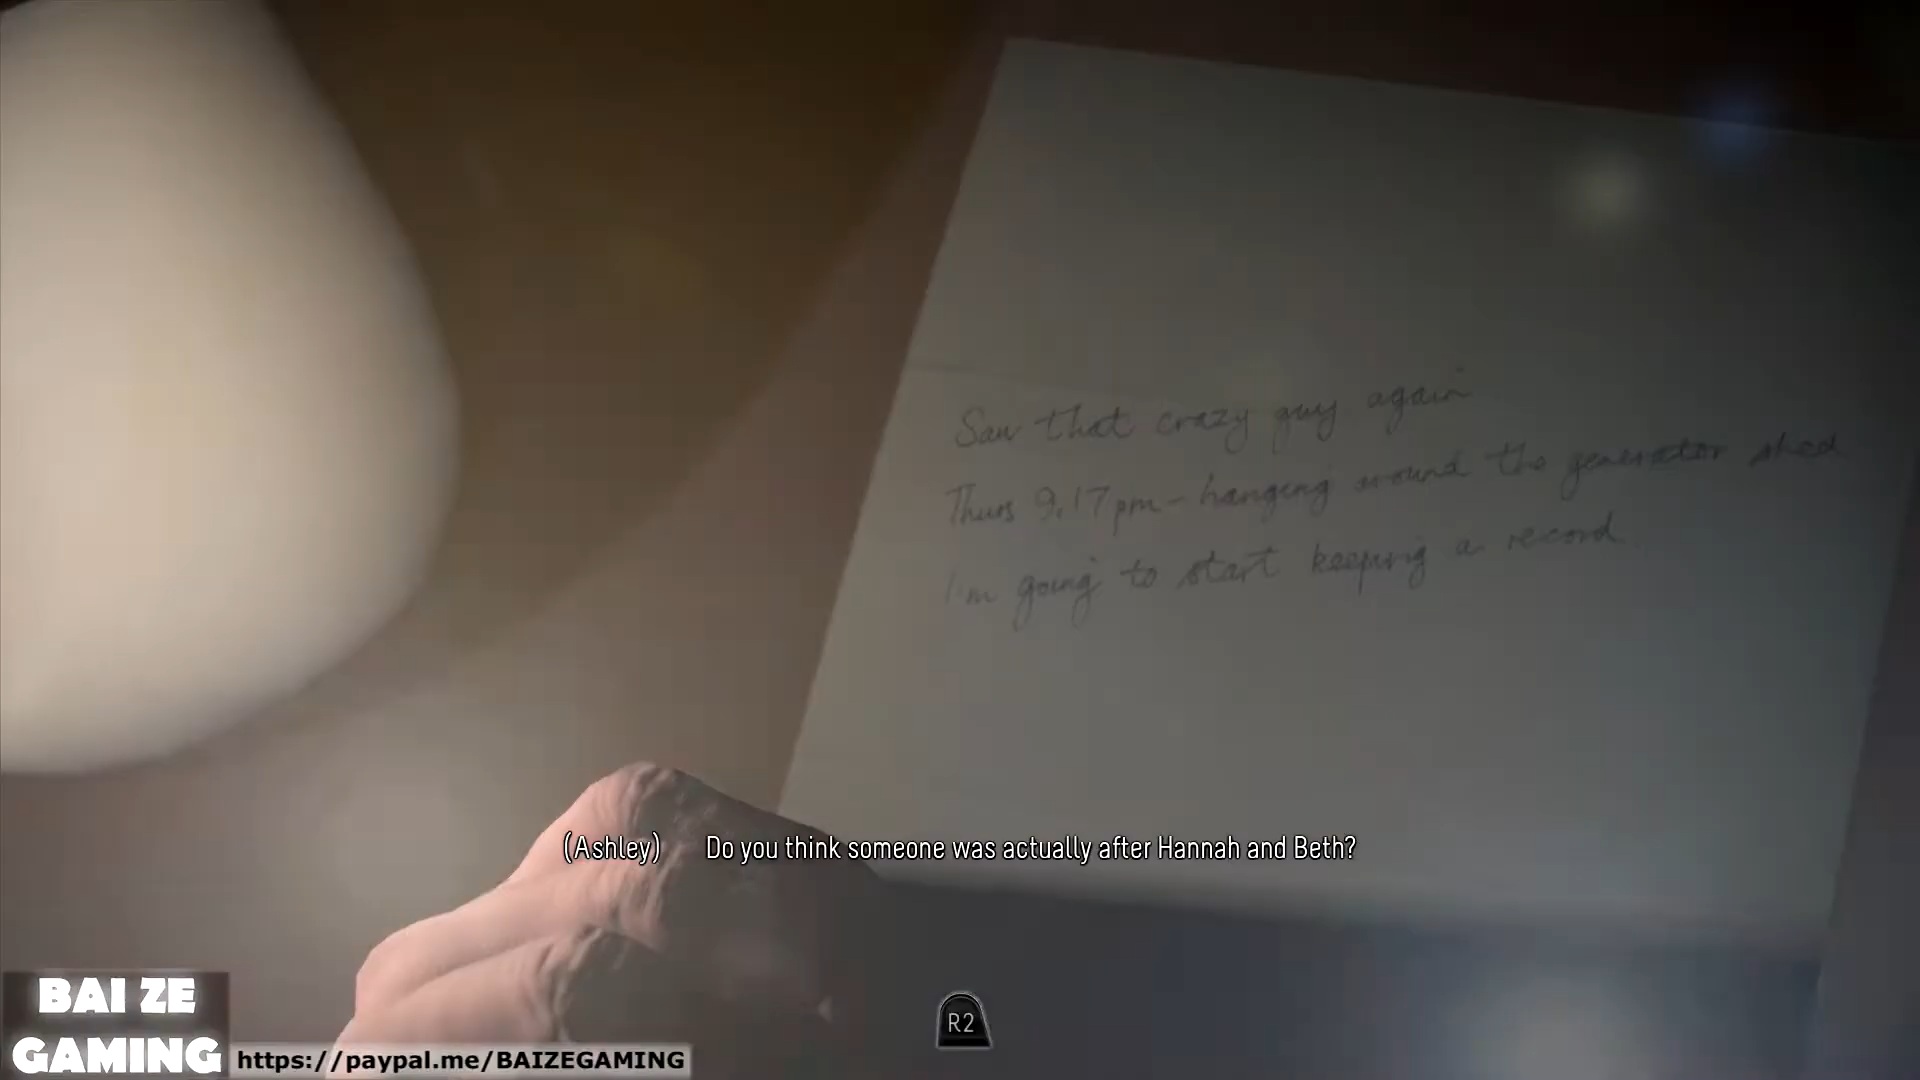 Saw that crazy guy again
Thurs 9.17pm - hanging around the generator shed
I'm going to start keeping a record
(Ashley) Do you think someone was actually after Hannah and Beth?
R2
BAI ZE
GAMING
https://paypal.me/BAIZEGAMING